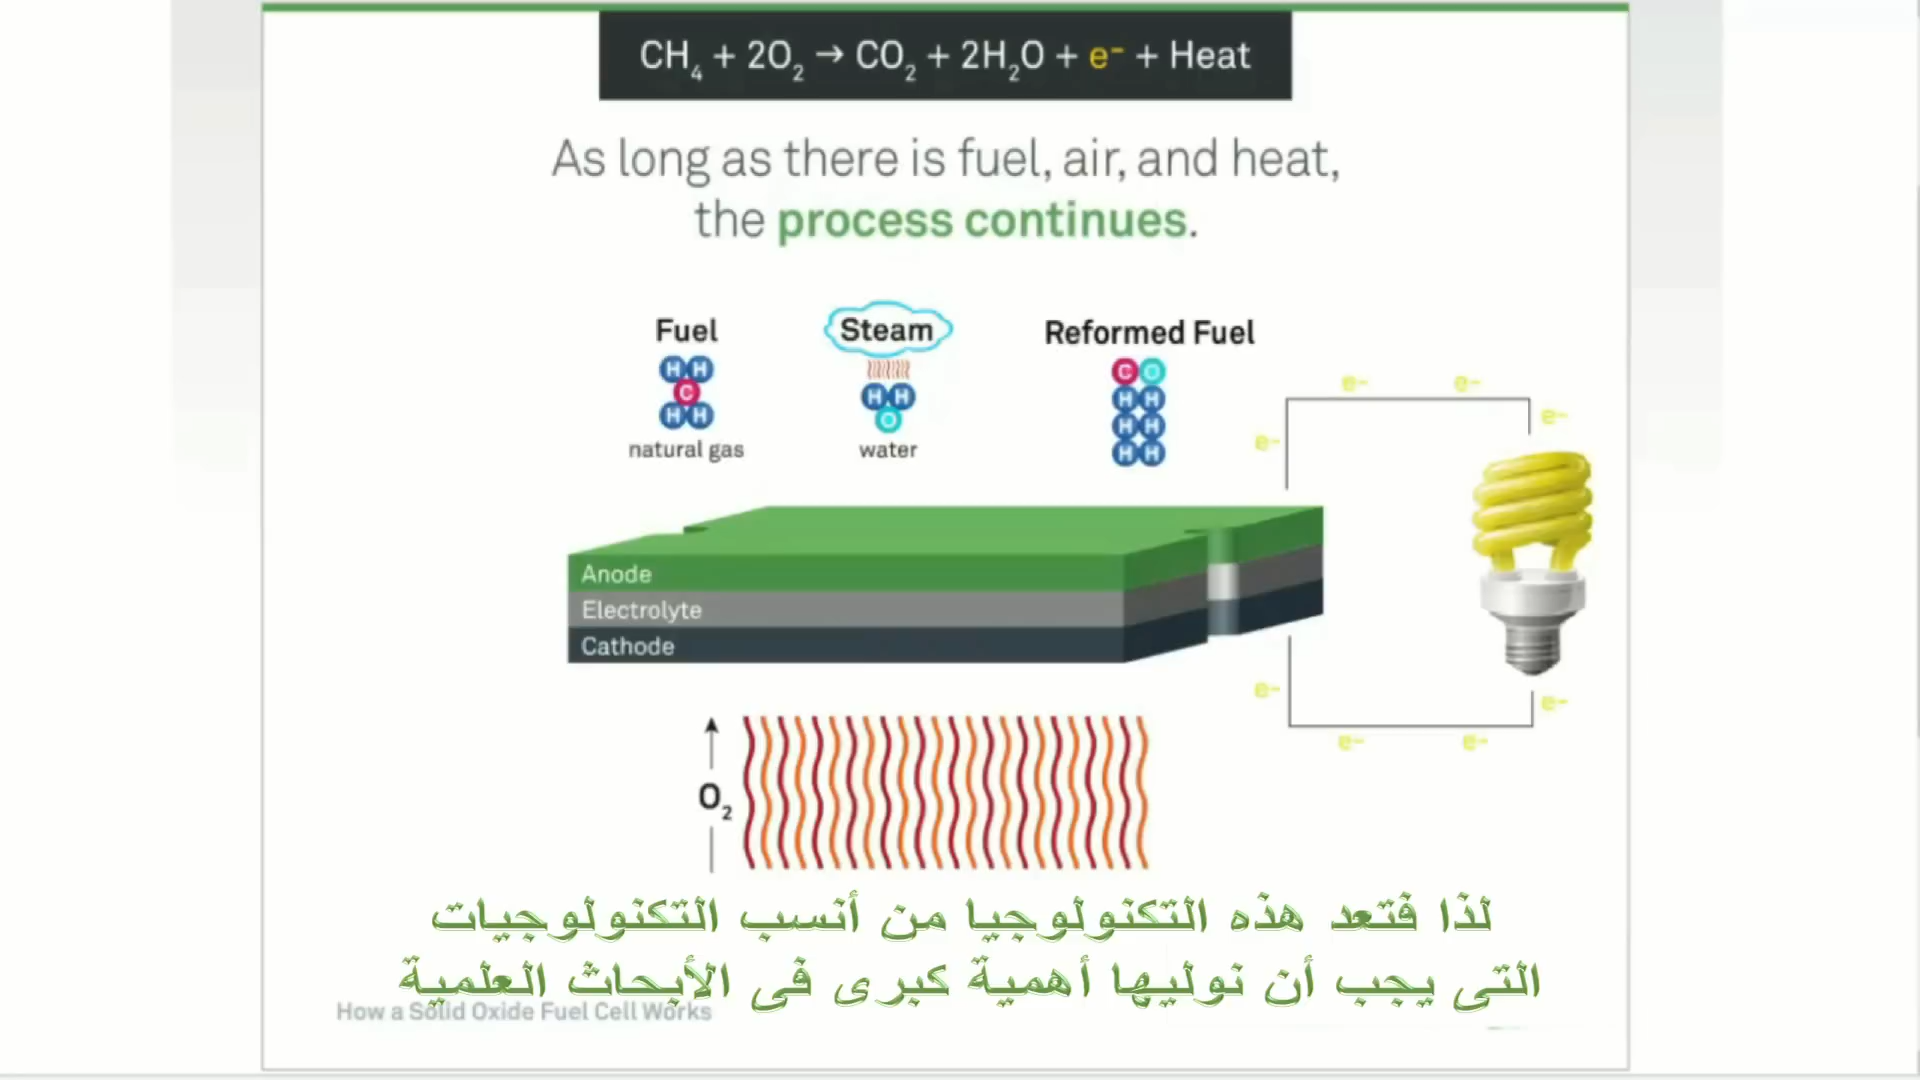 CH₄ + 2O₂ → CO₂ + 2H₂O + e⁻ + Heat
As long as there is fuel, air, and heat,
the process continues.
Fuel
H H
C
H H
natural gas
Steam
H H
O
water
Reformed Fuel
C O
H H
H H
H H
e-
e-
e-
e-
Anode
Electrolyte
Cathode
e-
e-
e-
e-
O₂
لذا فتعد هذه التكنولوجيا من أنسب التكنولوجيات
التى يجب أن نوليها أهمية كبرى فى الأبحاث العلمية
How a Solid Oxide Fuel Cell Works